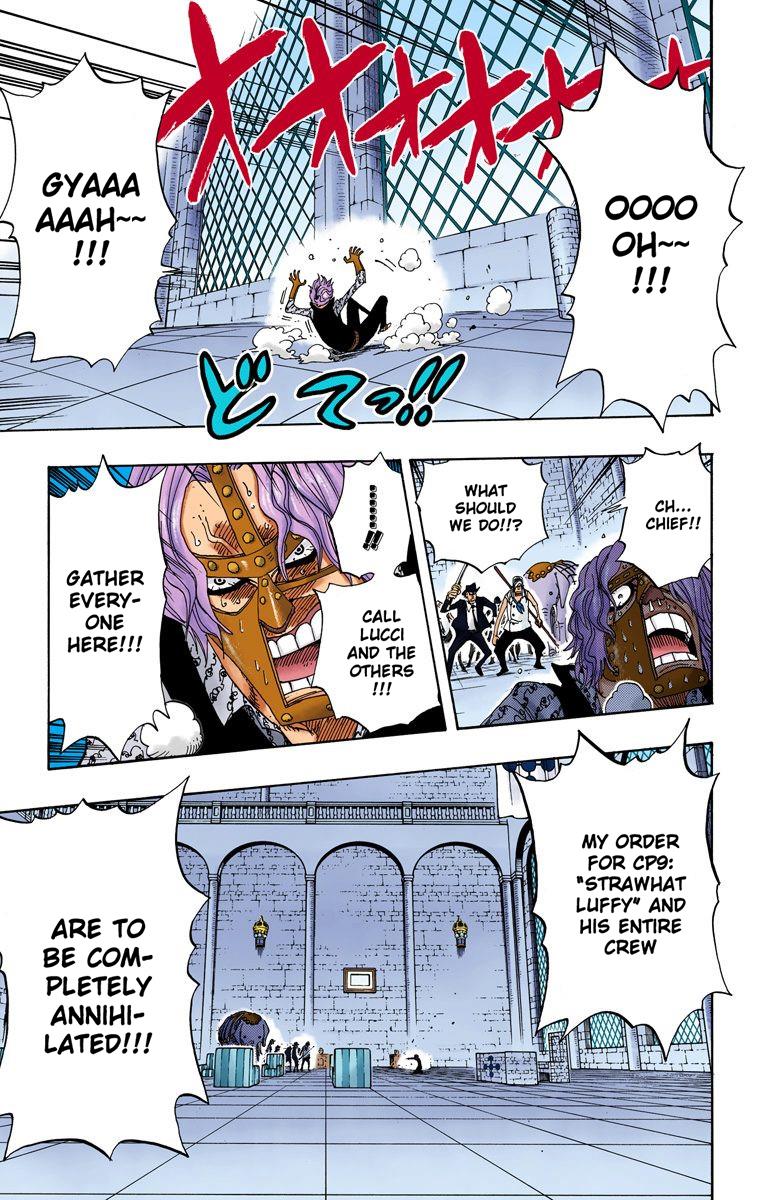 OOOO
OH~~
!!!
GYAAA
AAAH~~
!!!
ど てっ!!
CH...
CHIEF!!
WHAT
SHOULD
WE DO!!?
.........!!
CALL
LUCCI
AND THE
OTHERS
!!!
GATHER
EVERY-
ONE
HERE!!!
MY ORDER
FOR CP9:
"STRAWHAT
LUFFY" AND
HIS ENTIRE
CREW
ARE TO
BE COM-
PLETELY
ANNIHI-
LATED!!!